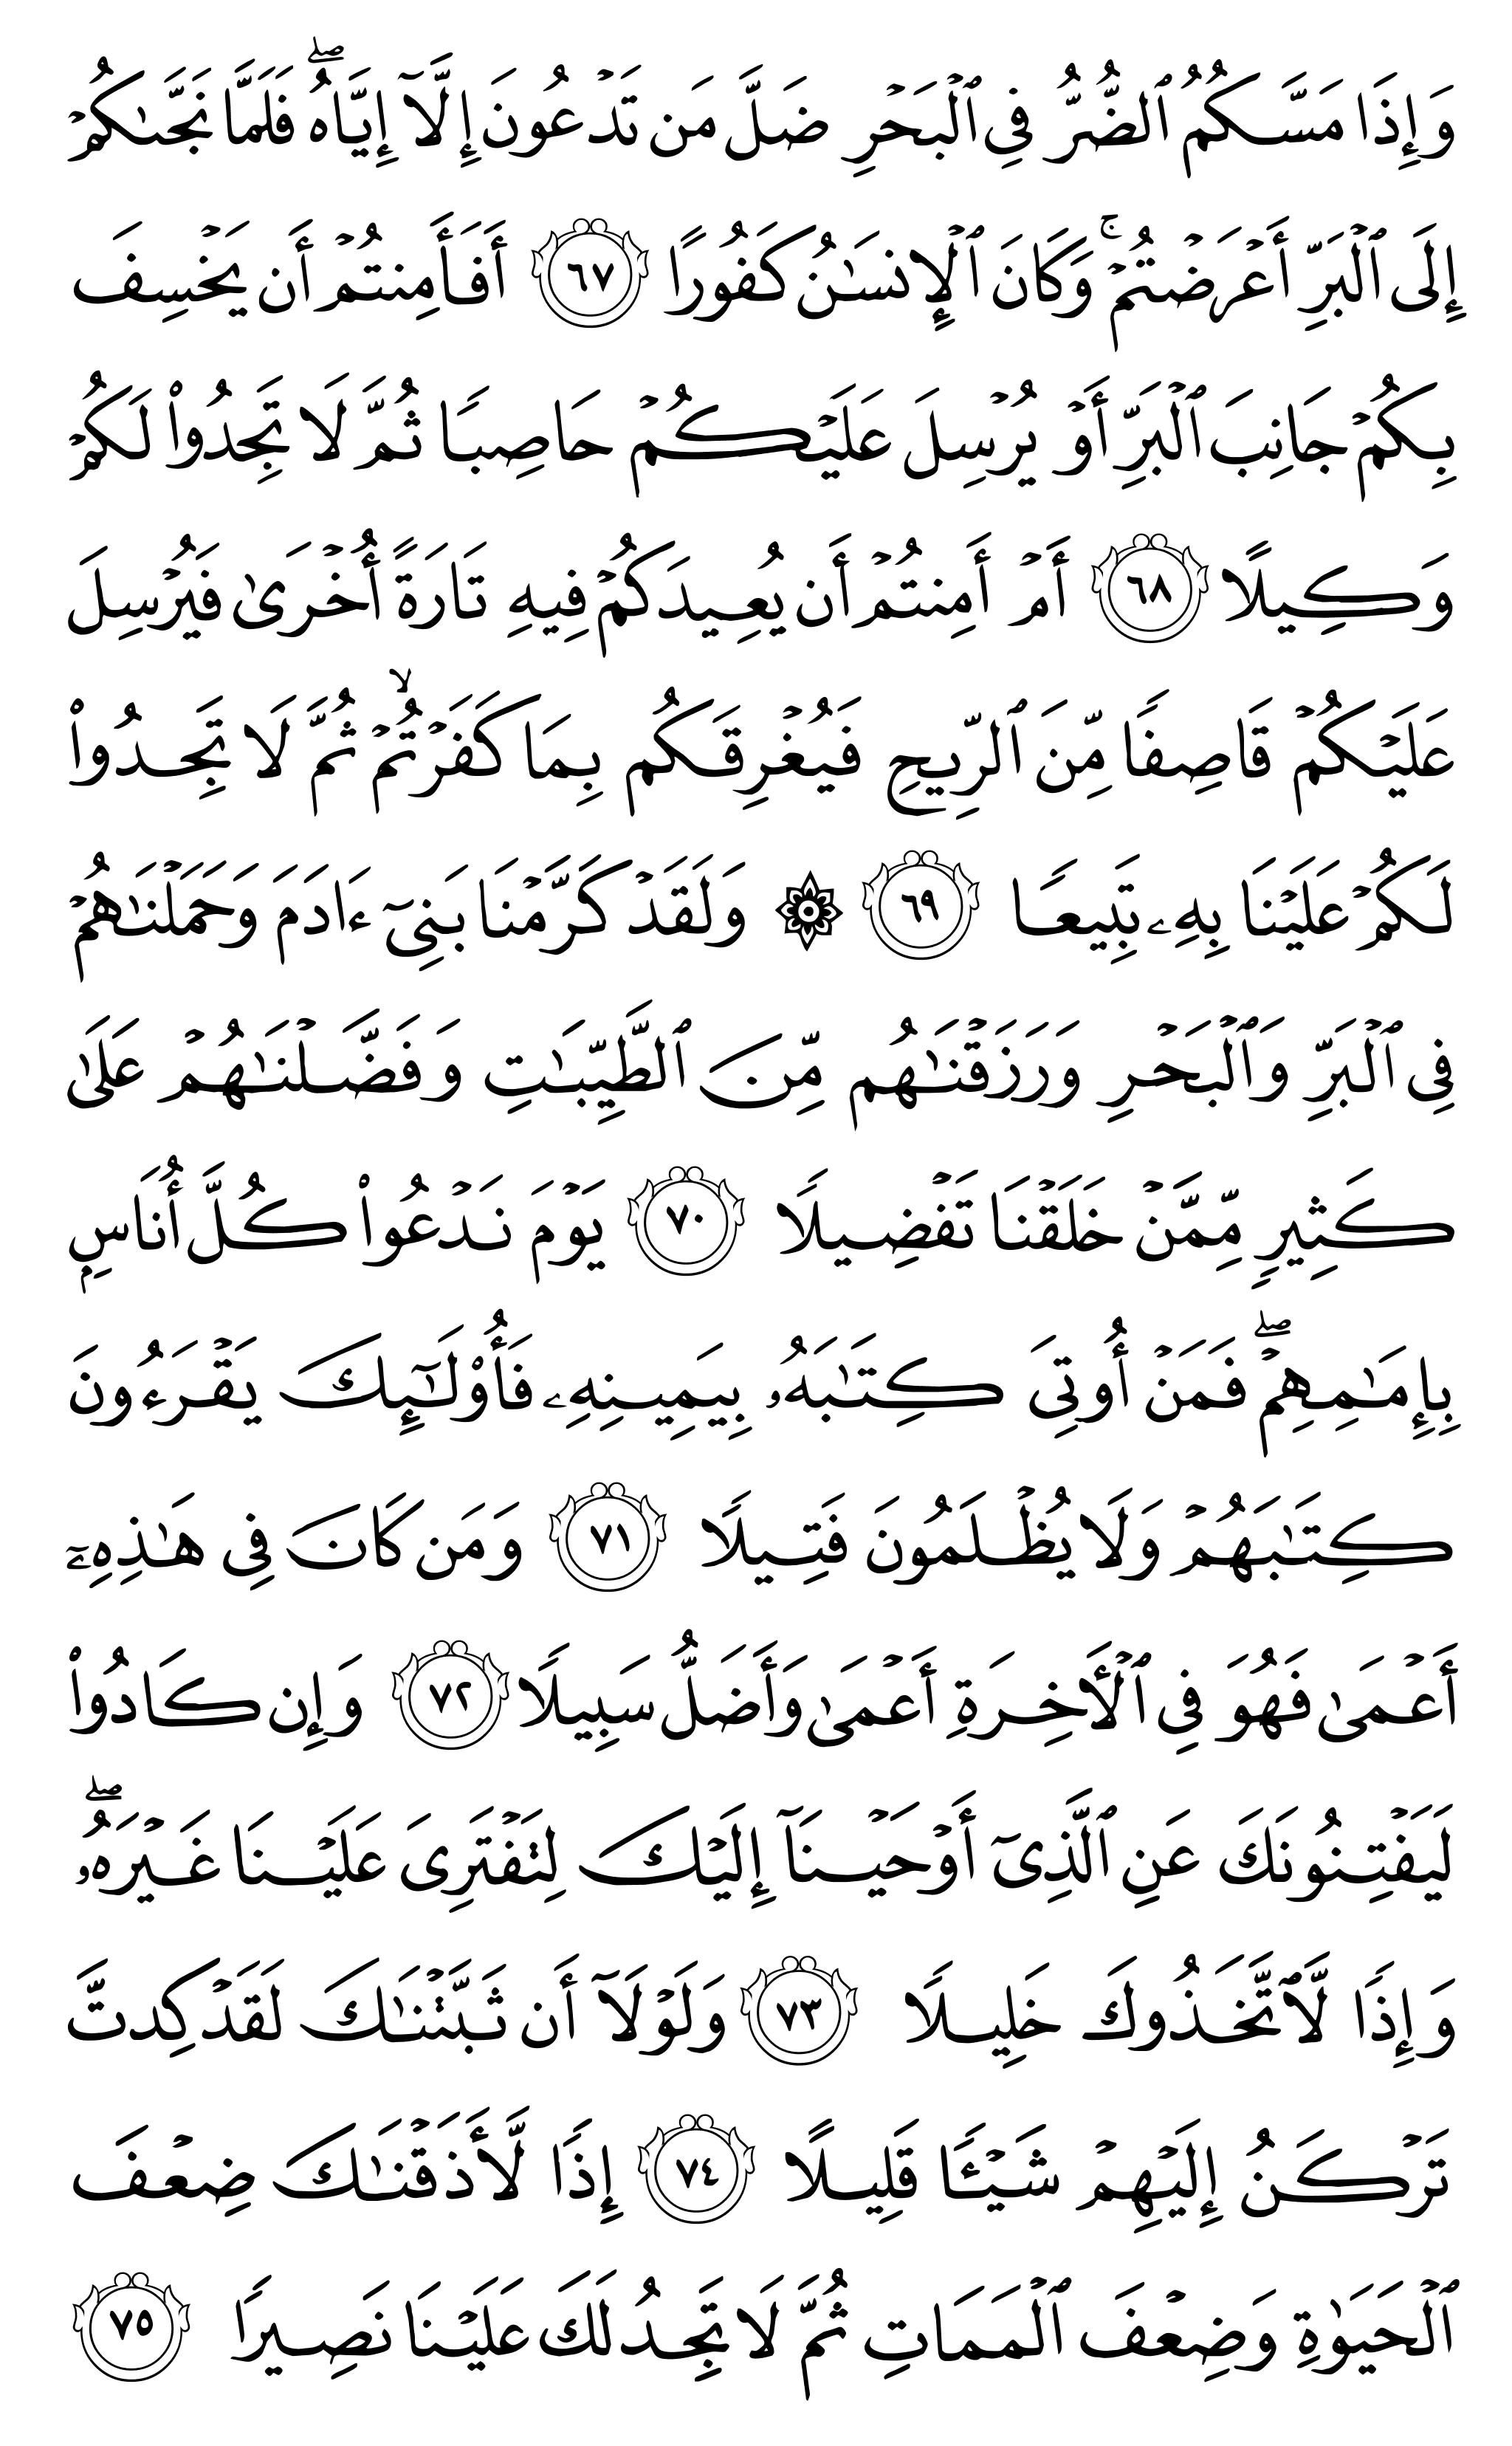 وَإِذَا مَسَّكُمُ ٱلضُّرُّ فِي ٱلۡبَحۡرِ ضَلَّ مَن تَدۡعُونَ إِلَّآ إِيَّاهُۖ فَلَمَّا نَجَّىٰكُمۡ
إِلَى ٱلۡبَرِّ أَعۡرَضۡتُمۡۚ وَكَانَ ٱلۡإِنسَٰنُ كَفُورًا ٦٧ أَفَأَمِنتُمۡ أَن يَخۡسِفَ
بِكُمۡ جَانِبَ ٱلۡبَرِّ أَوۡ يُرۡسِلَ عَلَيۡكُمۡ حَاصِبٗا ثُمَّ لَا تَجِدُواْ لَكُمۡ
وَكِيلًا ٦٨ أَمۡ أَمِنتُمۡ أَن يُعِيدَكُمۡ فِيهِ تَارَةً أُخۡرَىٰ فَيُرۡسِلَ
عَلَيۡكُمۡ قَاصِفٗا مِّنَ ٱلرِّيحِ فَيُغۡرِقَكُم بِمَا كَفَرۡتُمۡۙ ثُمَّ لَا تَجِدُواْ
لَكُمۡ عَلَيۡنَا بِهِۦ تَبِيعٗا ٦٩ ۞ وَلَقَدۡ كَرَّمۡنَا بَنِيٓ ءَادَمَ وَحَمَلۡنَٰهُمۡ
فِي ٱلۡبَرِّ وَٱلۡبَحۡرِ وَرَزَقۡنَٰهُم مِّنَ ٱلطَّيِّبَٰتِ وَفَضَّلۡنَٰهُمۡ عَلَىٰ
كَثِيرٖ مِّمَّنۡ خَلَقۡنَا تَفۡضِيلٗا ٧٠ يَوۡمَ نَدۡعُواْ كُلَّ أُنَاسِۭ
بِإِمَٰمِهِمۡۖ فَمَنۡ أُوتِيَ كِتَٰبَهُۥ بِيَمِينِهِۦ فَأُوْلَٰٓئِكَ يَقۡرَءُونَ
كِتَٰبَهُمۡ وَلَا يُظۡلَمُونَ فَتِيلٗا ٧١ وَمَن كَانَ فِي هَٰذِهِۦٓ
أَعۡمَىٰ فَهُوَ فِي ٱلۡأٓخِرَةِ أَعۡمَىٰ وَأَضَلُّ سَبِيلٗا ٧٢ وَإِن كَادُواْ
لَيَفۡتِنُونَكَ عَنِ ٱلَّذِيٓ أَوۡحَيۡنَآ إِلَيۡكَ لِتَفۡتَرِيَ عَلَيۡنَا غَيۡرَهُۥۖ
وَإِذٗا لَّٱتَّخَذُوكَ خَلِيلٗا ٧٣ وَلَوۡلَآ أَن ثَبَّتۡنَٰكَ لَقَدۡ كِدتَّ
تَرۡكَنُ إِلَيۡهِمۡ شَيۡـٔٗا قَلِيلًا ٧٤ إِذٗا لَّأَذَقۡنَٰكَ ضِعۡفَ
ٱلۡحَيَوٰةِ وَضِعۡفَ ٱلۡمَمَاتِ ثُمَّ لَا تَجِدُ لَكَ عَلَيۡنَا نَصِيرٗا ٧٥